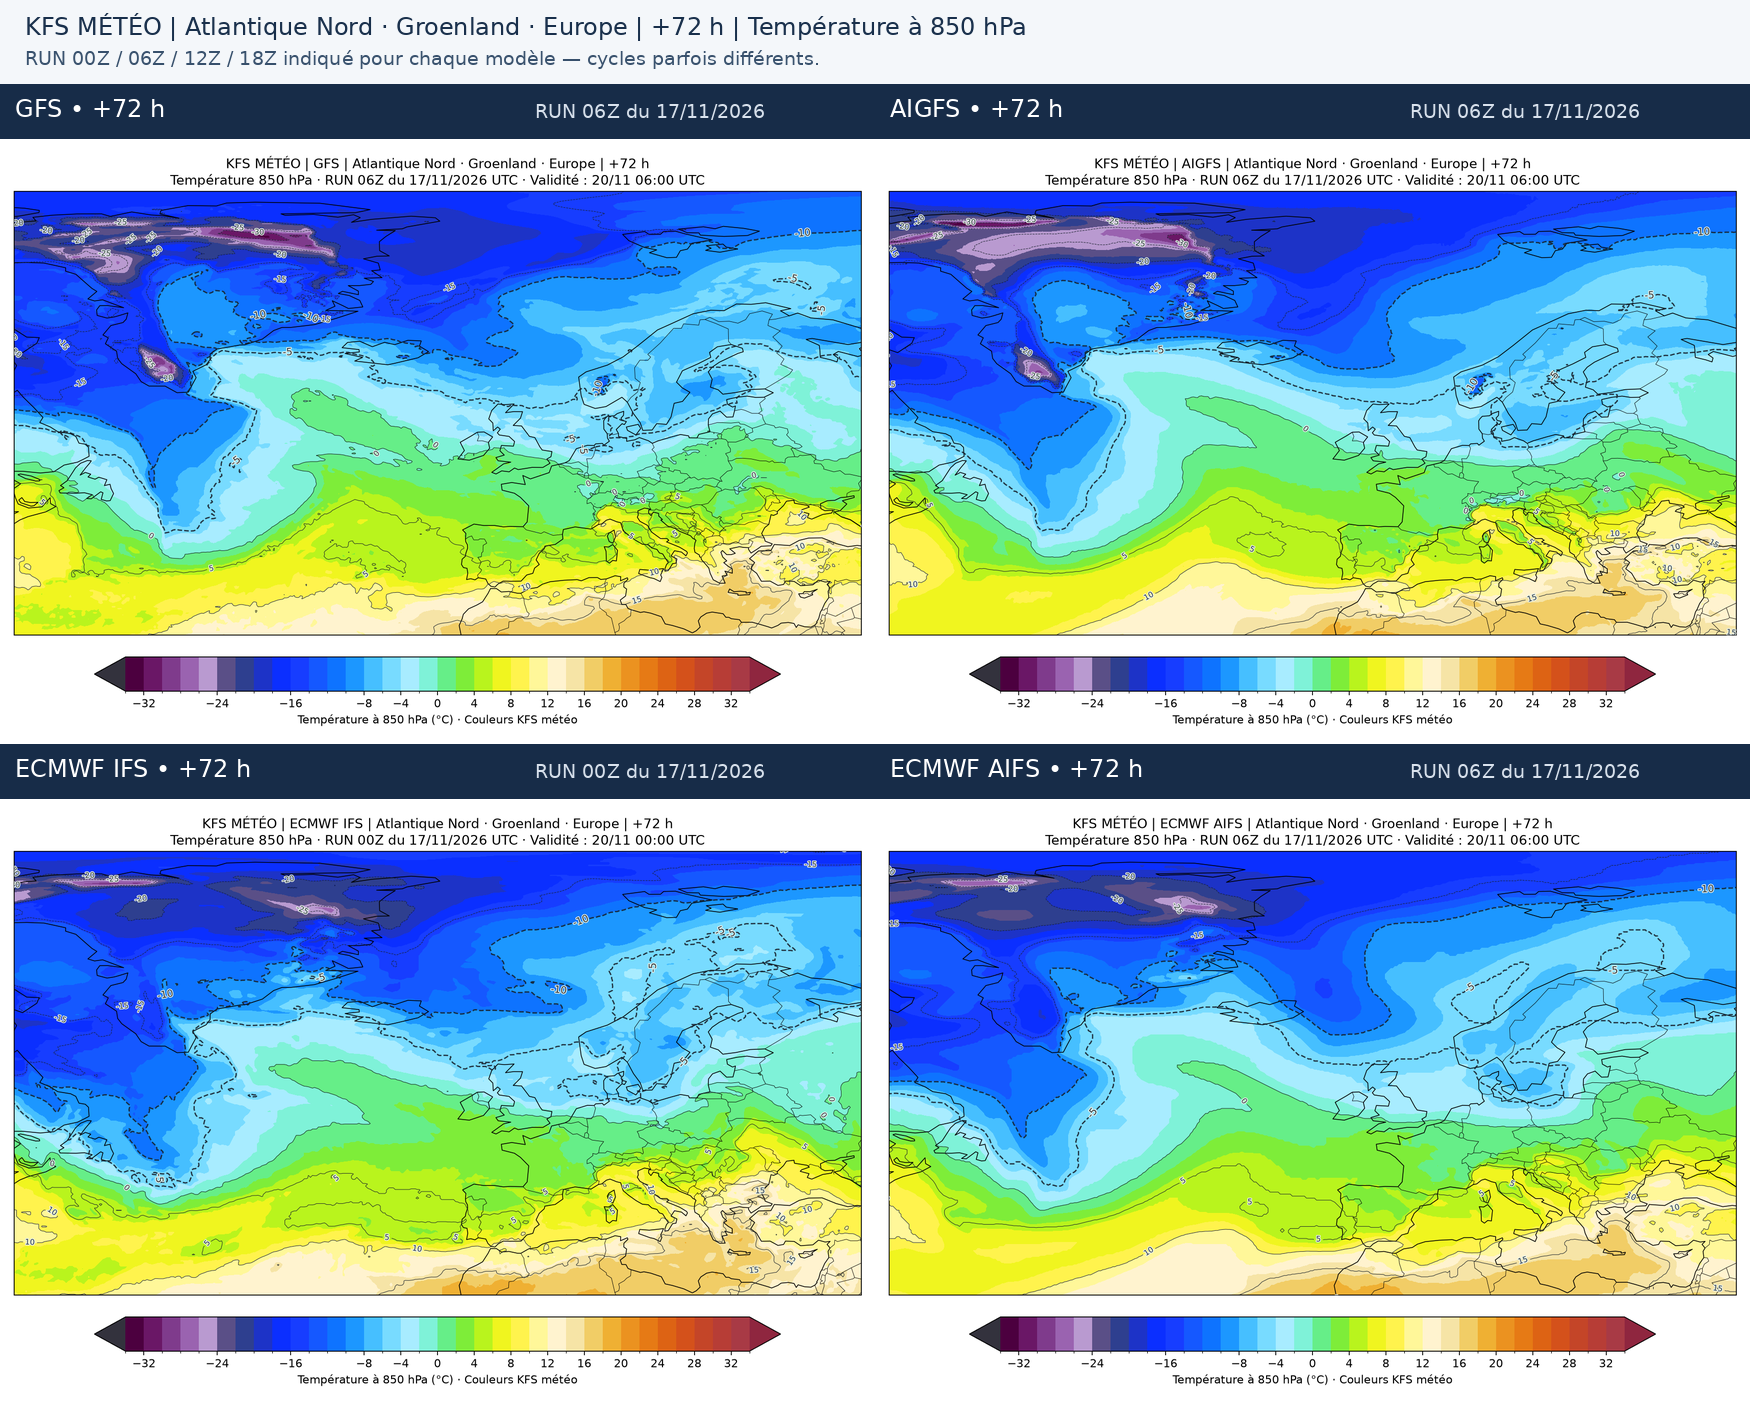 KFS MÉTÉO | Atlantique Nord · Groenland · Europe | +72 h | Température à 850 hPa
RUN 00Z / 06Z / 12Z / 18Z indiqué pour chaque modèle — cycles parfois différents.
GFS • +72 h
RUN 06Z du 17/11/2026
AIGFS • +72 h
RUN 06Z du 17/11/2026
KFS MÉTÉO | GFS | Atlantique Nord · Groenland · Europe | +72 h
Température 850 hPa · RUN 06Z du 17/11/2026 UTC · Validité : 20/11 06:00 UTC
KFS MÉTÉO | AIGFS | Atlantique Nord · Groenland · Europe | +72 h
Température 850 hPa · RUN 06Z du 17/11/2026 UTC · Validité : 20/11 06:00 UTC
−32 −24 −16 −8 −4 0 4 8 12 16 20 24 28 32
Température à 850 hPa (°C) · Couleurs KFS météo
−32 −24 −16 −8 −4 0 4 8 12 16 20 24 28 32
Température à 850 hPa (°C) · Couleurs KFS météo
ECMWF IFS • +72 h
RUN 00Z du 17/11/2026
ECMWF AIFS • +72 h
RUN 06Z du 17/11/2026
KFS MÉTÉO | ECMWF IFS | Atlantique Nord · Groenland · Europe | +72 h
Température 850 hPa · RUN 00Z du 17/11/2026 UTC · Validité : 20/11 00:00 UTC
KFS MÉTÉO | ECMWF AIFS | Atlantique Nord · Groenland · Europe | +72 h
Température 850 hPa · RUN 06Z du 17/11/2026 UTC · Validité : 20/11 06:00 UTC
−32 −24 −16 −8 −4 0 4 8 12 16 20 24 28 32
Température à 850 hPa (°C) · Couleurs KFS météo
−32 −24 −16 −8 −4 0 4 8 12 16 20 24 28 32
Température à 850 hPa (°C) · Couleurs KFS météo